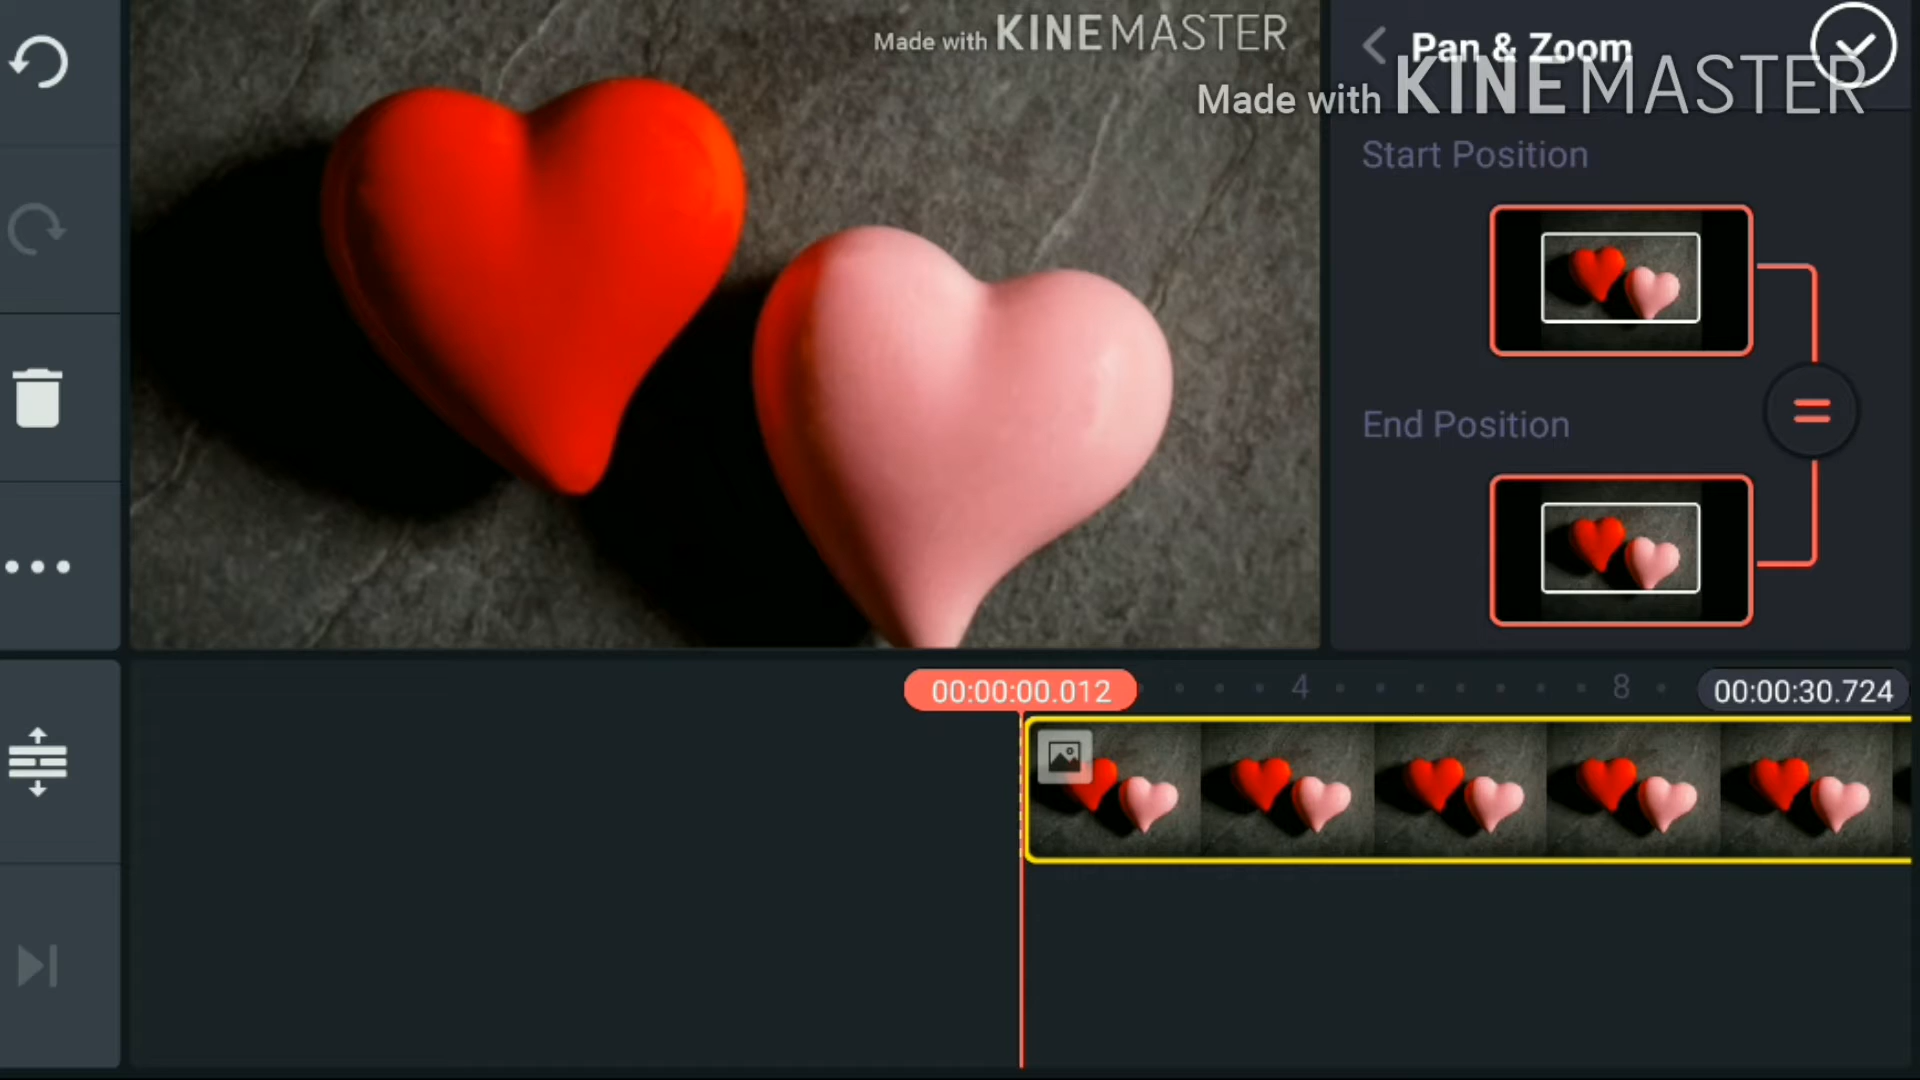 Made with KINEMASTER
Pan & Zoom
Made with KINEMASTER
Start Position
End Position
00:00:00.012
4
8
00:00:30.724